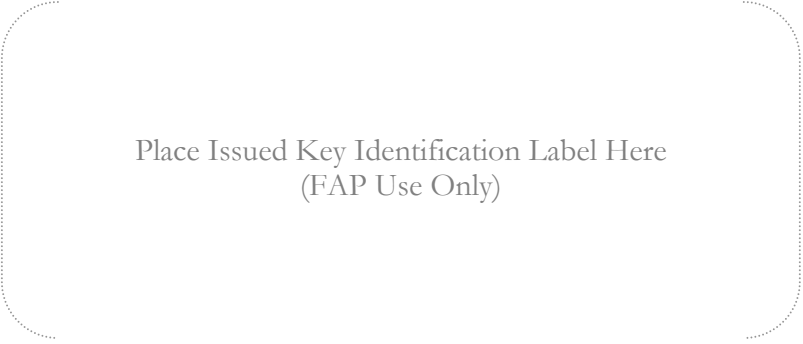 Place Issued Key Identification Label Here
(FAP Use Only)